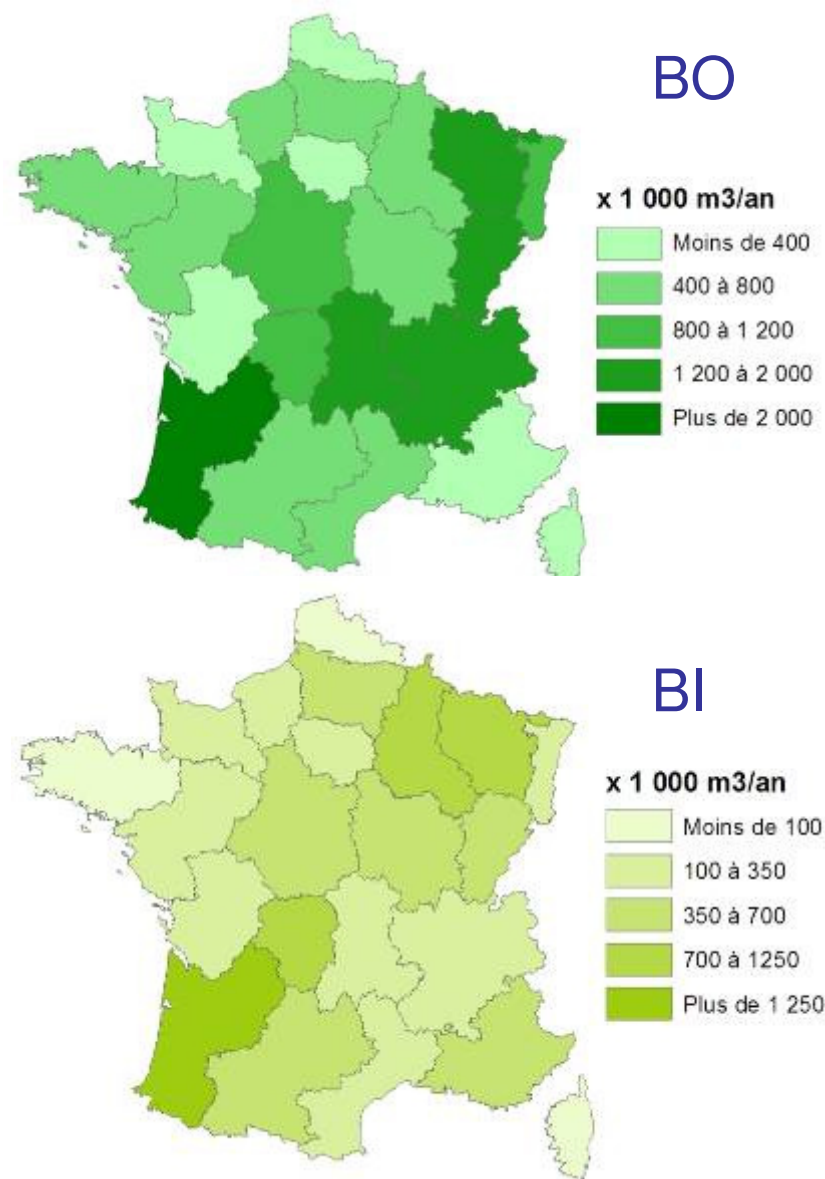 BO
x 1 000 m3/an
Moins de 400
400 à 800
800 à 1 200
1 200 à 2 000
Plus de 2 000
BI
x 1 000 m3/an
Moins de 100
100 à 350
350 à 700
700 à 1250
Plus de 1 250